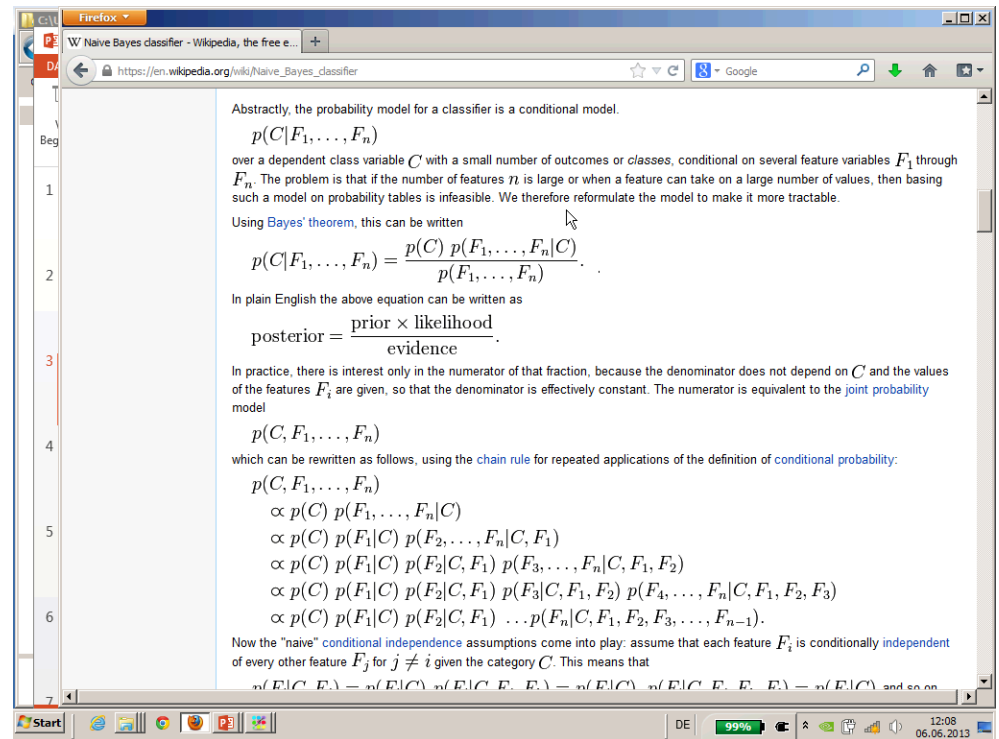 C:\U
Firefox
W Naive Bayes classifier - Wikipedia, the free e...
DA
https://en.wikipedia.org/wiki/Naive_Bayes_classifier
Google
Beg
Abstractly, the probability model for a classifier is a conditional model.
p(C|F₁, . . . , Fₙ)
over a dependent class variable C with a small number of outcomes or classes, conditional on several feature variables F₁ through
Fₙ. The problem is that if the number of features n is large or when a feature can take on a large number of values, then basing
such a model on probability tables is infeasible. We therefore reformulate the model to make it more tractable.
1
Using Bayes' theorem, this can be written
p(C|F₁, . . . , Fₙ) = p(C) p(F₁, . . . , Fₙ|C) / p(F₁, . . . , Fₙ).
2
In plain English the above equation can be written as
posterior = prior × likelihood / evidence.
3
In practice, there is interest only in the numerator of that fraction, because the denominator does not depend on C and the values
of the features Fᵢ are given, so that the denominator is effectively constant. The numerator is equivalent to the joint probability
model
p(C, F₁, . . . , Fₙ)
4
which can be rewritten as follows, using the chain rule for repeated applications of the definition of conditional probability:
p(C, F₁, . . . , Fₙ)
∝ p(C) p(F₁, . . . , Fₙ|C)
∝ p(C) p(F₁|C) p(F₂, . . . , Fₙ|C, F₁)
5
∝ p(C) p(F₁|C) p(F₂|C, F₁) p(F₃, . . . , Fₙ|C, F₁, F₂)
∝ p(C) p(F₁|C) p(F₂|C, F₁) p(F₃|C, F₁, F₂) p(F₄, . . . , Fₙ|C, F₁, F₂, F₃)
∝ p(C) p(F₁|C) p(F₂|C, F₁) . . . p(Fₙ|C, F₁, F₂, F₃, . . . , Fₙ₋₁).
6
Now the "naive" conditional independence assumptions come into play: assume that each feature Fᵢ is conditionally independent
of every other feature Fⱼ for j ≠ i given the category C. This means that
and so on
7
Start
DE
99%
12:08
06.06.2013